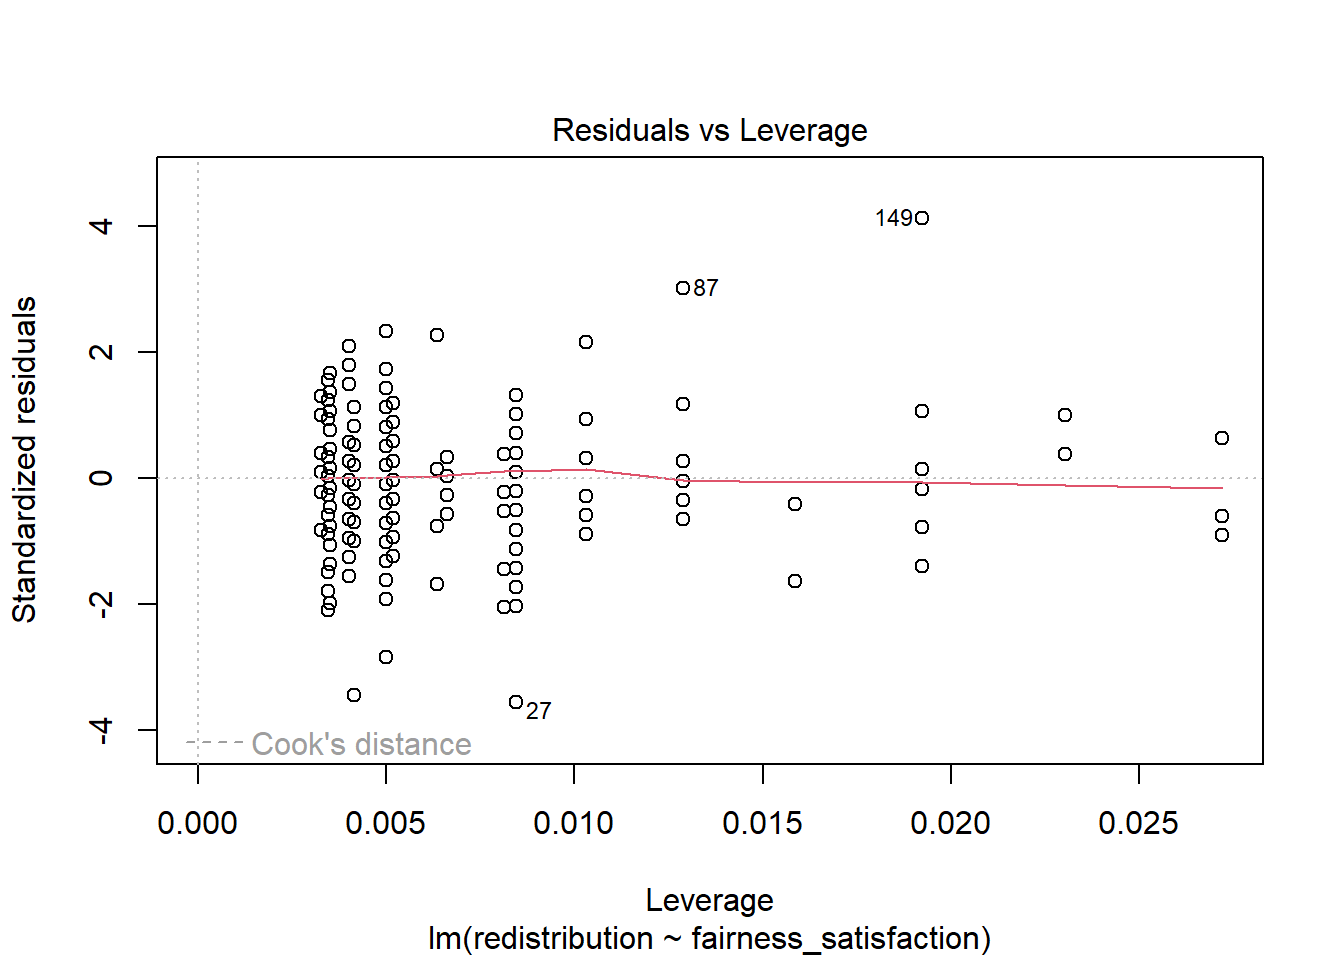 Residuals vs Leverage
Standardized residuals
4
2
0
-2
-4
149
87
27
Cook's distance
0.000 0.005 0.010 0.015 0.020 0.025
Leverage
lm(redistribution ~ fairness_satisfaction)